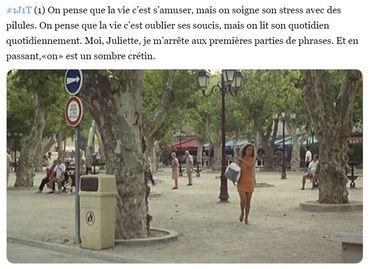 #1J1T (1) On pense que la vie c'est s'amuser, mais on soigne son stress avec des
pilules. On pense que la vie c'est oublier ses soucis, mais on lit son quotidien
quotidiennement. Moi, Juliette, je m'arrête aux premières parties de phrases. Et en
passant,«on» est un sombre crétin.